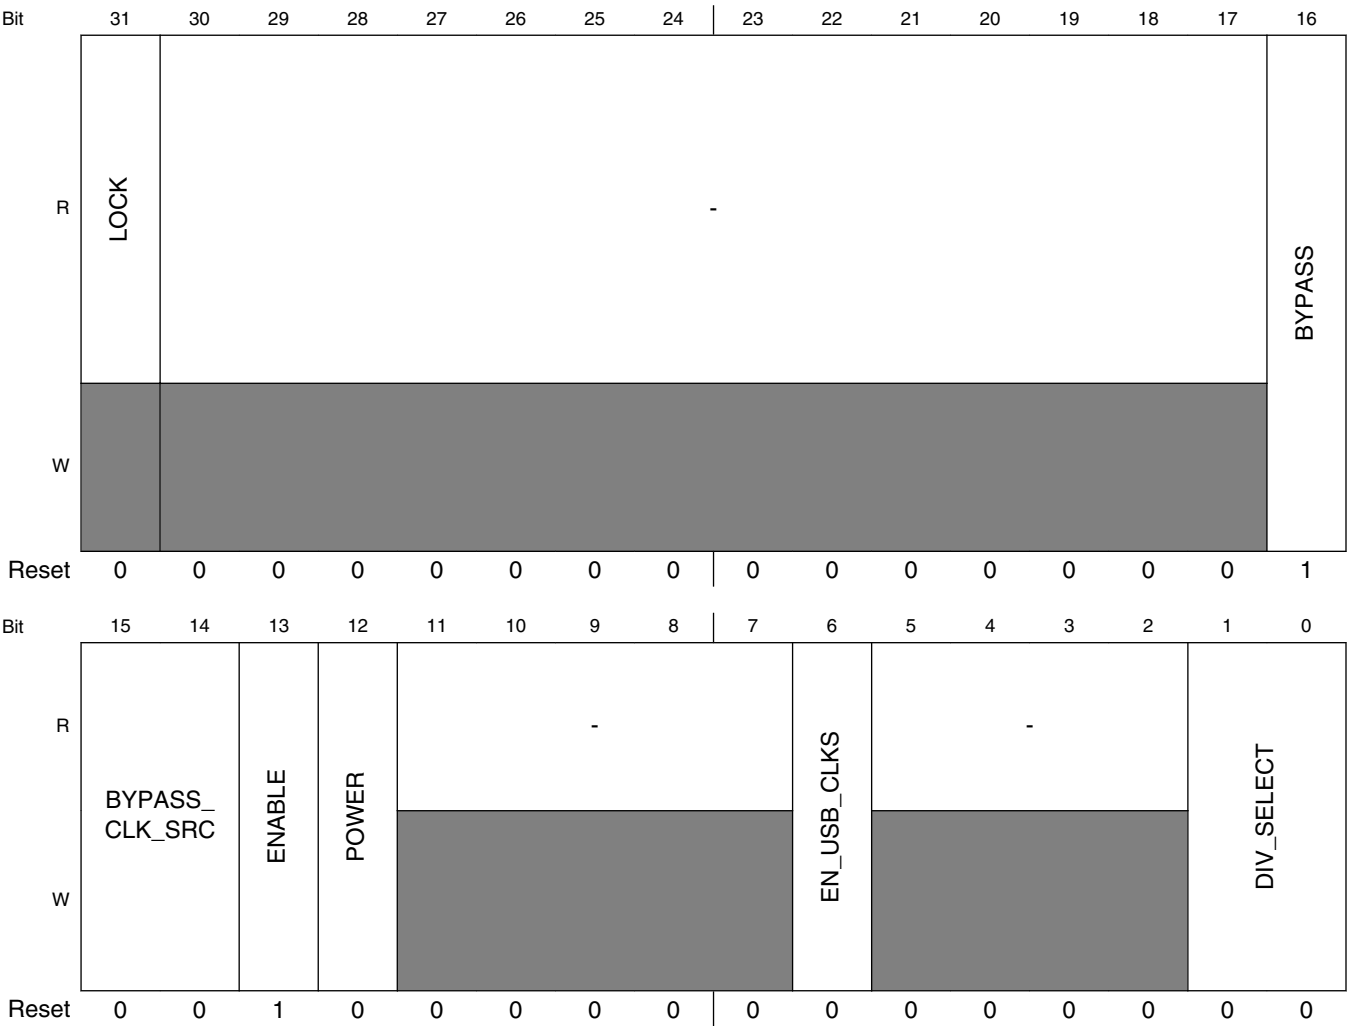 Bit 31 30 29 28 27 26 25 24 23 22 21 20 19 18 17 16
R LOCK - BYPASS
W
Reset 0 0 0 0 0 0 0 0 0 0 0 0 0 0 0 1
Bit 15 14 13 12 11 10 9 8 7 6 5 4 3 2 1 0
R BYPASS_
CLK_SRC ENABLE POWER - EN_USB_CLKS - DIV_SELECT
W
Reset 0 0 1 0 0 0 0 0 0 0 0 0 0 0 0 0